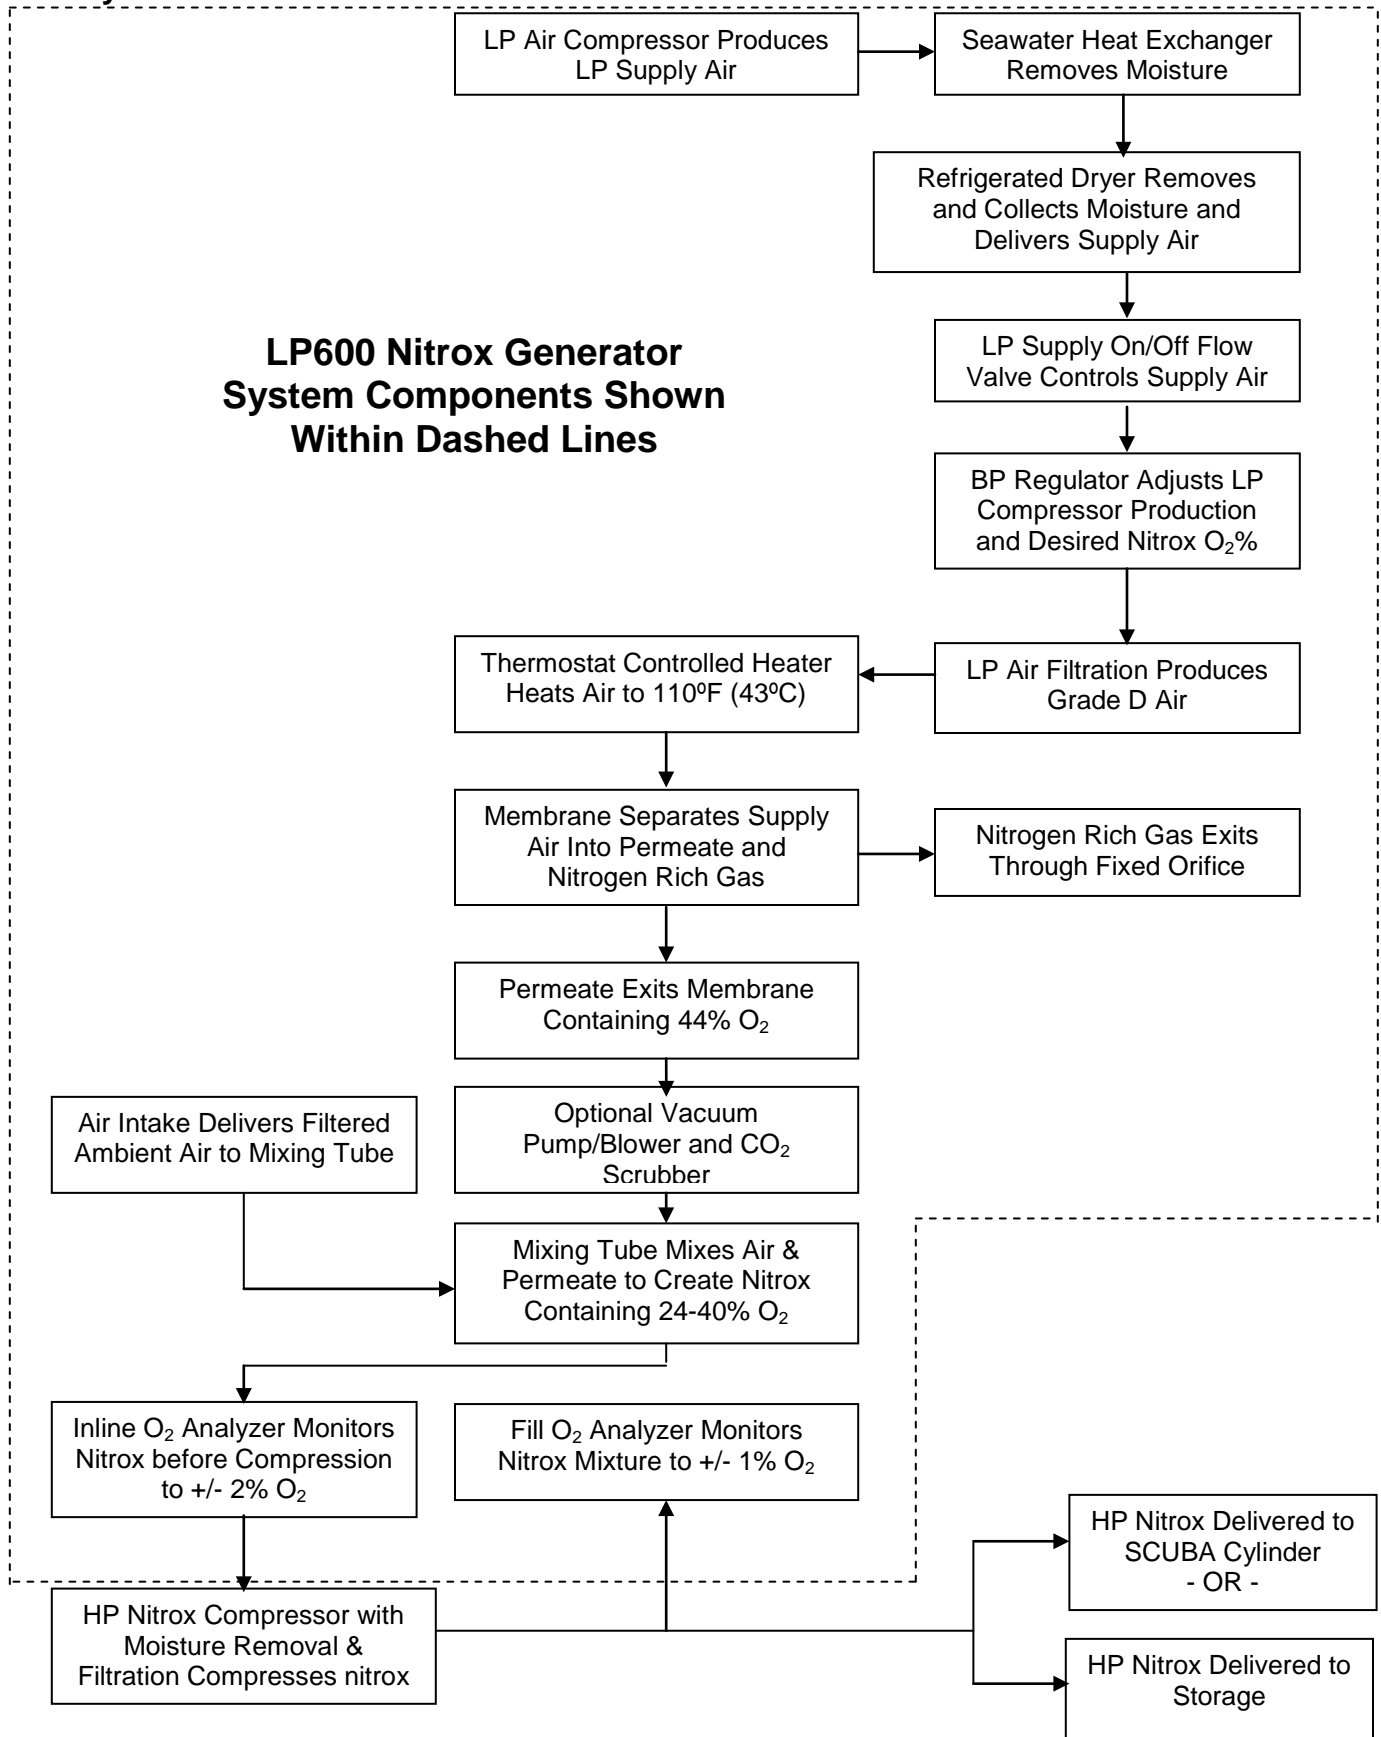 LP Air Compressor Produces
LP Supply Air
Seawater Heat Exchanger
Removes Moisture
Refrigerated Dryer Removes
and Collects Moisture and
Delivers Supply Air
LP600 Nitrox Generator
System Components Shown
Within Dashed Lines
LP Supply On/Off Flow
Valve Controls Supply Air
BP Regulator Adjusts LP
Compressor Production
and Desired Nitrox O₂%
LP Air Filtration Produces
Grade D Air
Thermostat Controlled Heater
Heats Air to 110ºF (43ºC)
Membrane Separates Supply
Air Into Permeate and
Nitrogen Rich Gas
Nitrogen Rich Gas Exits
Through Fixed Orifice
Permeate Exits Membrane
Containing 44% O₂
Optional Vacuum
Pump/Blower and CO₂
Scrubber
Air Intake Delivers Filtered
Ambient Air to Mixing Tube
Mixing Tube Mixes Air &
Permeate to Create Nitrox
Containing 24-40% O₂
Inline O₂ Analyzer Monitors
Nitrox before Compression
to +/- 2% O₂
Fill O₂ Analyzer Monitors
Nitrox Mixture to +/- 1% O₂
HP Nitrox Compressor with
Moisture Removal &
Filtration Compresses nitrox
HP Nitrox Delivered to
SCUBA Cylinder
- OR -
HP Nitrox Delivered to
Storage